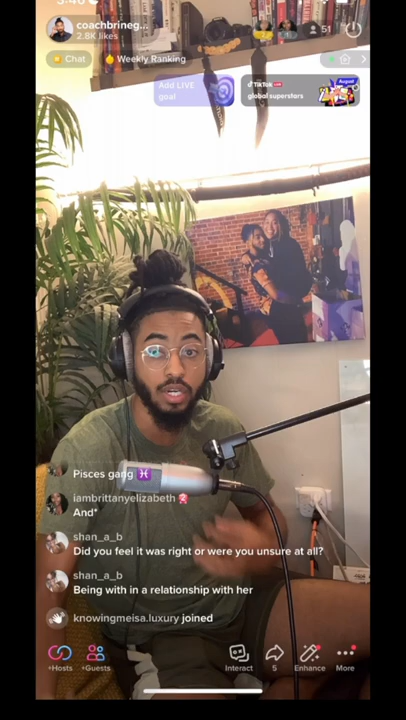 coachbrineg...
2.8K likes
51
Chat
Weekly Ranking
Add LIVE
goal
TikTok LIVE
global superstars
August
Pisces gang ♓
iambrittanyelizabeth
And*
shan_a_b
Did you feel it was right or were you unsure at all?
shan_a_b
Being with in a relationship with her
knowingmeisa.luxury joined
+Hosts
+Guests
Interact
5
Enhance
More